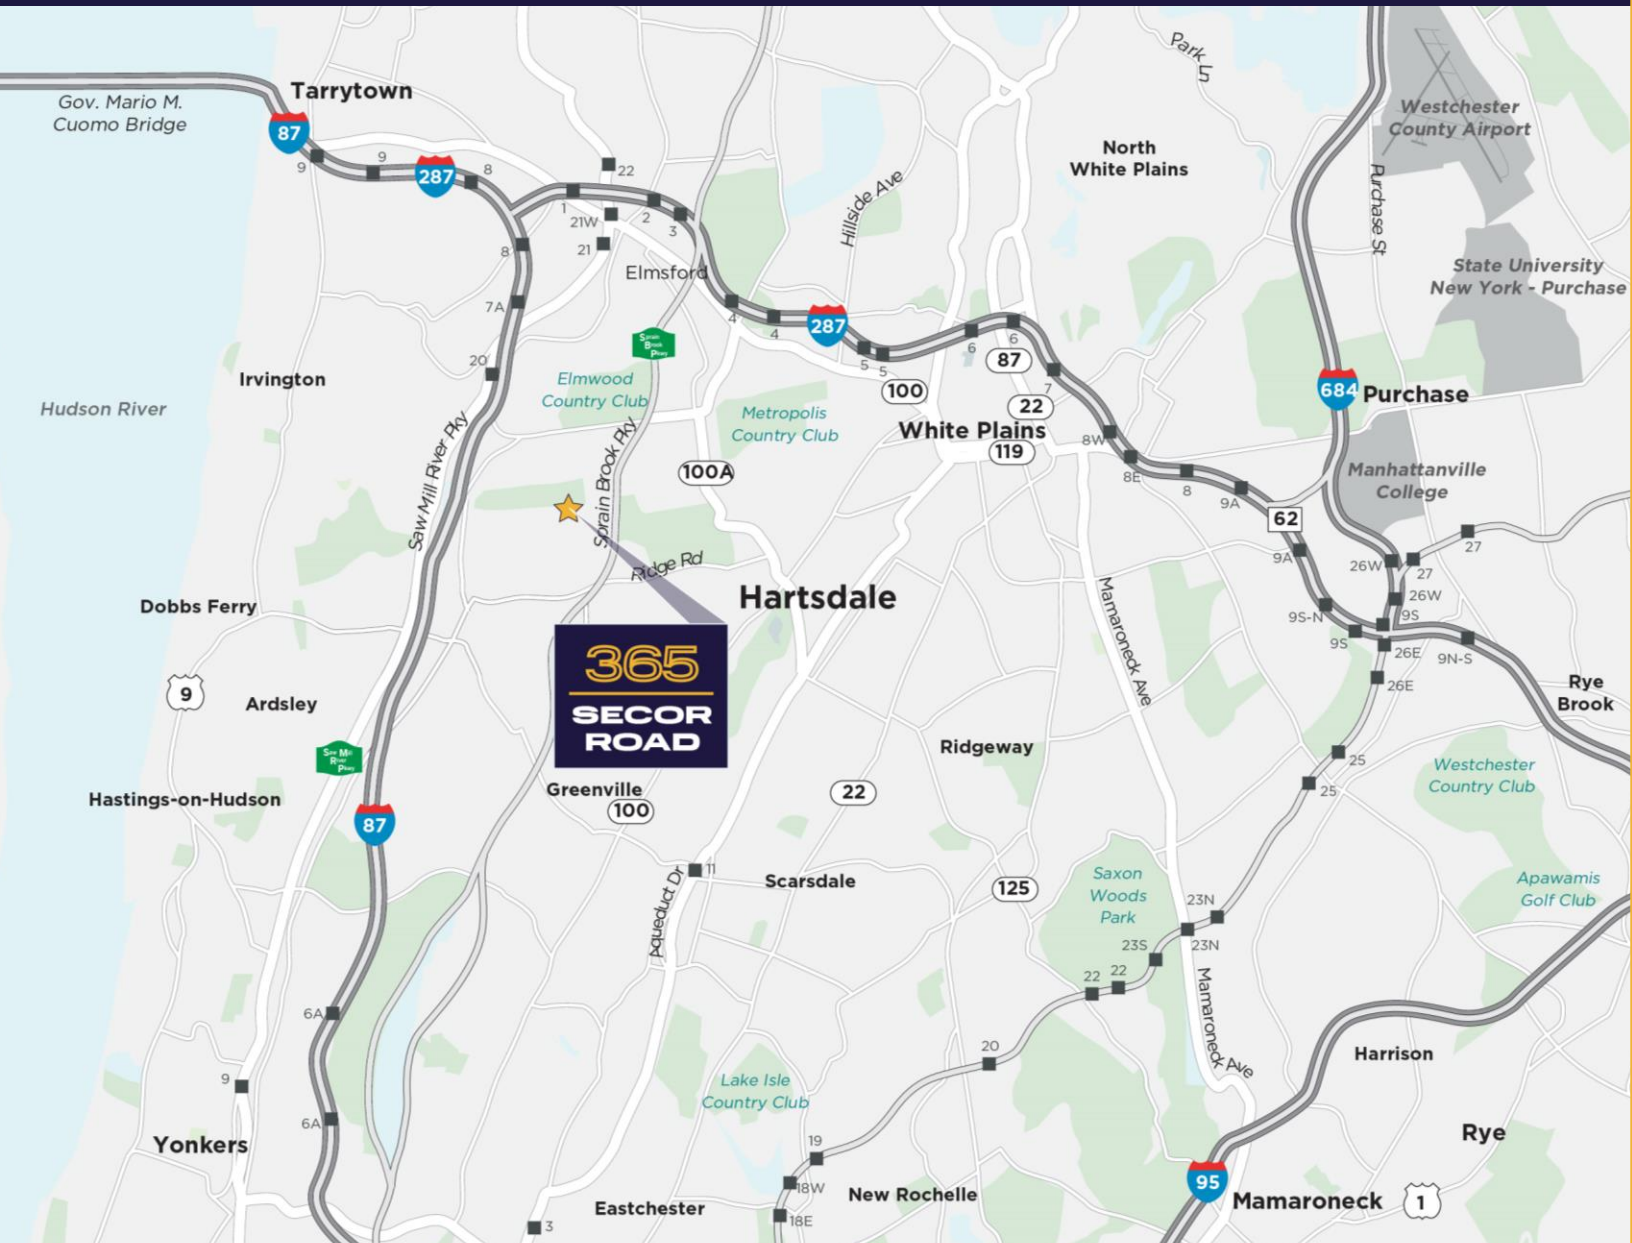 Park Ln
Tarrytown
Gov. Mario M.
Cuomo Bridge
87
Westchester
County Airport
North
White Plains
9
9
287
8
22
Hillside Ave
Purchase St
1
21W
2
3
21
8
Elmsford
State University
New York - Purchase
7A
4
4
287
Sprain
Brook
Pkwy
5
5
6
6
87
7
20
Irvington
Elmwood
Country Club
100
684
Purchase
Hudson River
Metropolis
Country Club
22
White Plains
119
8W
Saw Mill River Pky
Sprain Brook Pky
100A
8E
8
9A
Manhattanville
College
62
27
9A
26W
27
Ridge Rd
Hartsdale
Mamaroneck Ave
26W
9S-N
9S
9S
26E
9N-S
26E
Dobbs Ferry
365
SECOR
ROAD
9
Ardsley
Rye
Brook
Saw Mill
River
Pkwy
Ridgeway
25
Westchester
Country Club
25
Greenville
100
22
Hastings-on-Hudson
87
11
Aqueduct Dr
Scarsdale
125
Saxon
Woods
Park
Apawamis
Golf Club
23N
23N
23S
22
22
Mamaroneck Ave
6A
20
Harrison
9
Lake Isle
Country Club
6A
Yonkers
19
Rye
18W
95
Mamaroneck
1
New Rochelle
Eastchester
18E
3